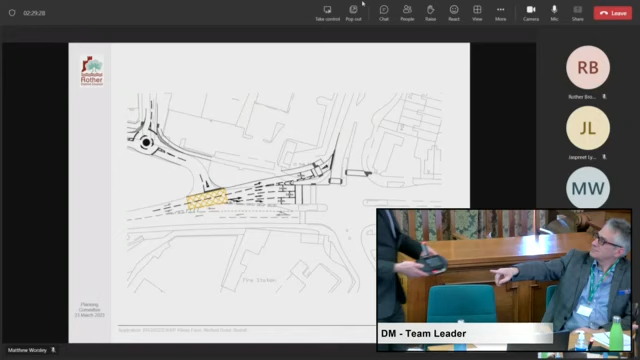 02:29:28
Take control
Pop out
Chat
People
Raise
React
View
More
Camera
Mic
Share
Leave
Rother
RB
Rother Bro...
JL
Jaspreet Ly...
MW
Fire Station
Planning
Committee
Matthew Worsley
DM - Team Leader